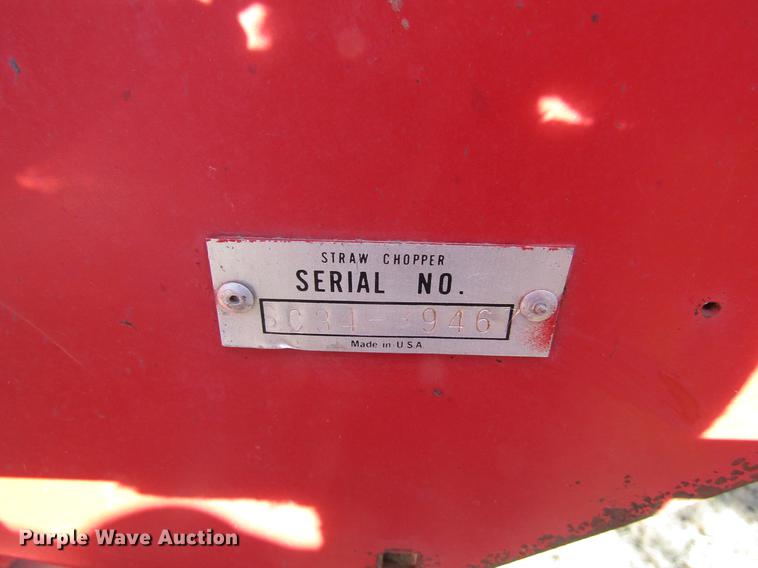 STRAW CHOPPER
SERIAL NO.
Made in U.S.A.
Purple Wave Auction